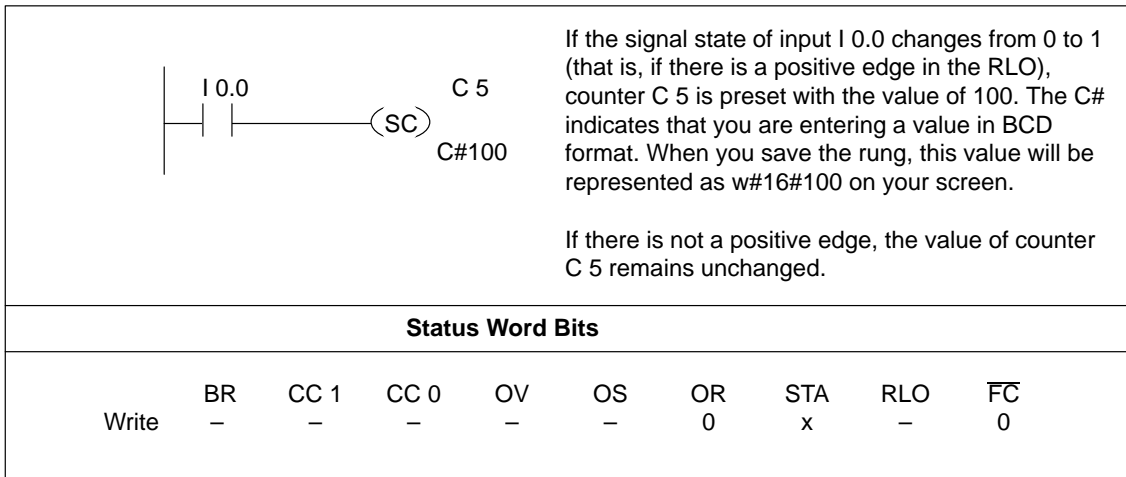 I 0.0
C 5
(SC)
C#100
If the signal state of input I 0.0 changes from 0 to 1
(that is, if there is a positive edge in the RLO),
counter C 5 is preset with the value of 100. The C#
indicates that you are entering a value in BCD
format. When you save the rung, this value will be
represented as w#16#100 on your screen.
If there is not a positive edge, the value of counter
C 5 remains unchanged.
Status Word Bits
BR CC 1 CC 0 OV OS OR STA RLO F̅C̅
Write – – – – – 0 x – 0